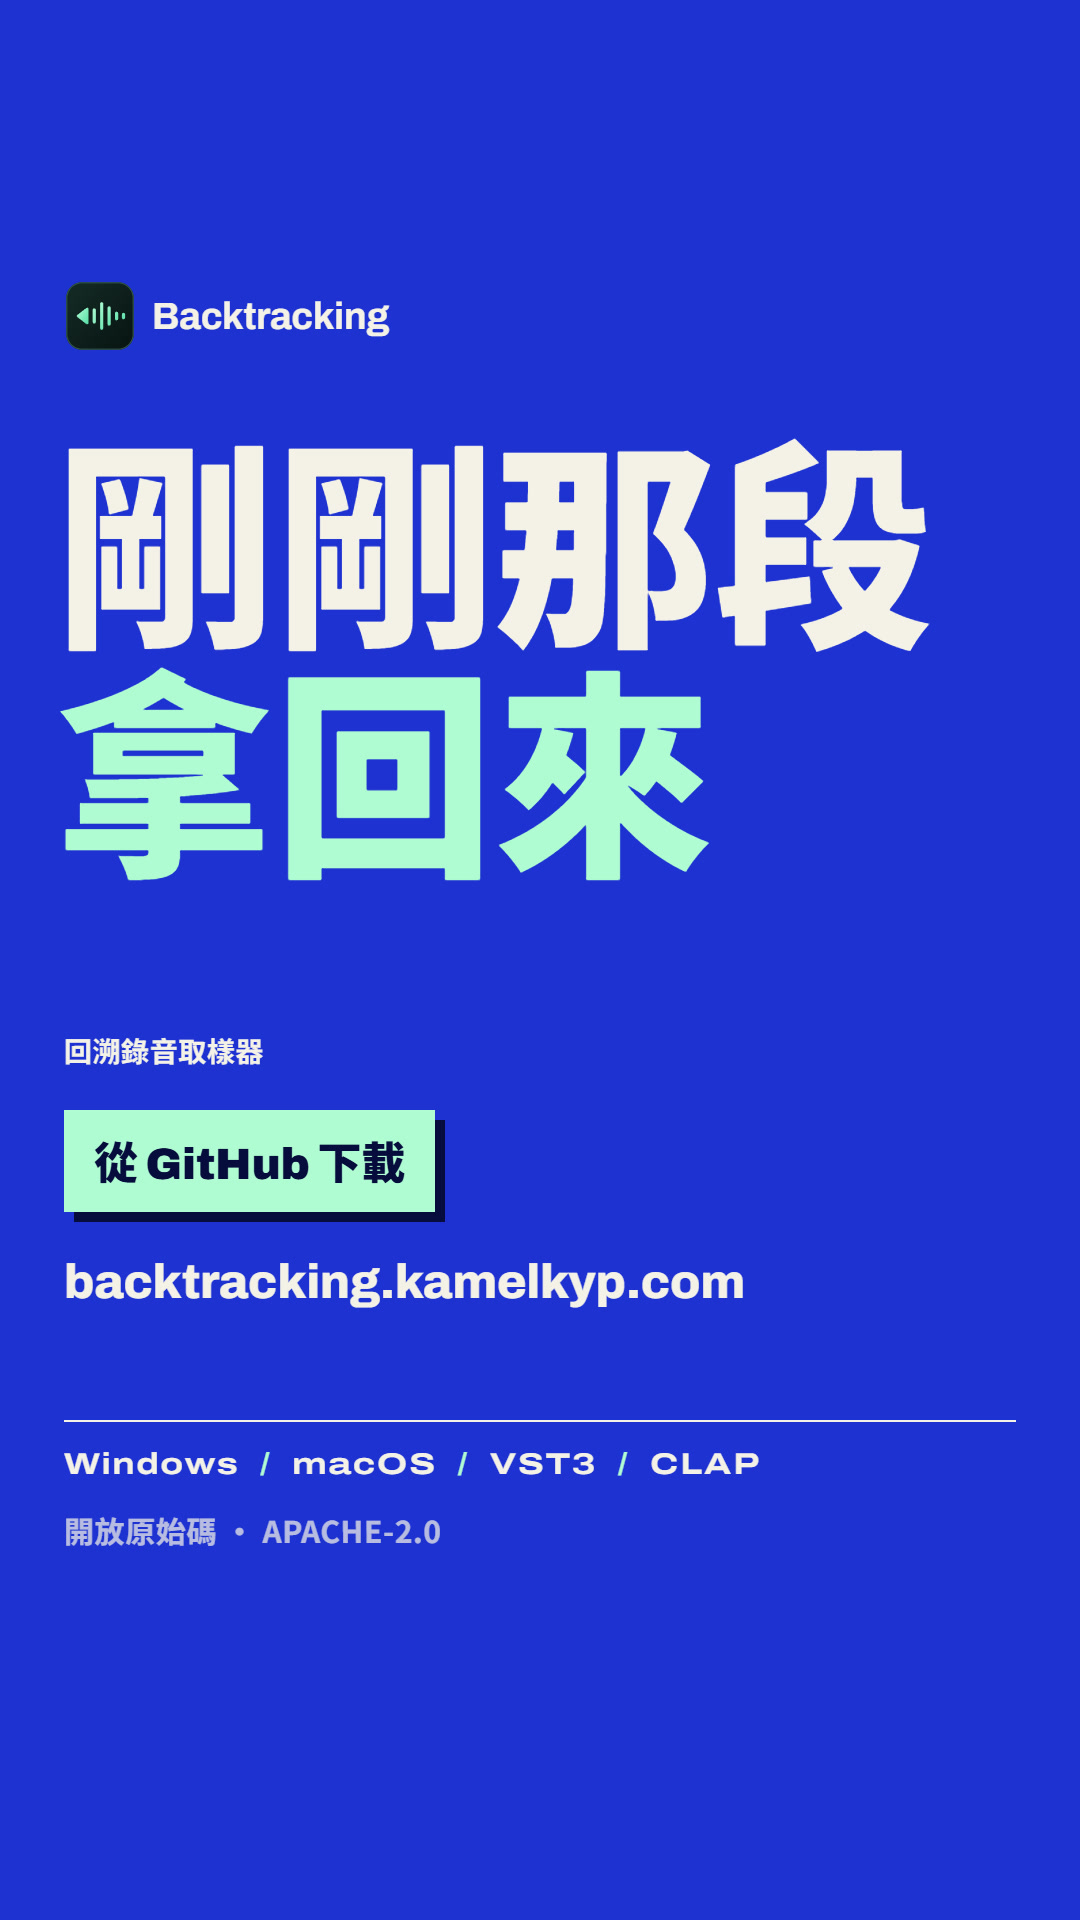 Backtracking
剛剛那段
拿回來
回溯錄音取樣器
從 GitHub 下載
backtracking.kamelkyp.com
Windows / macOS / VST3 / CLAP
開放原始碼 • APACHE-2.0